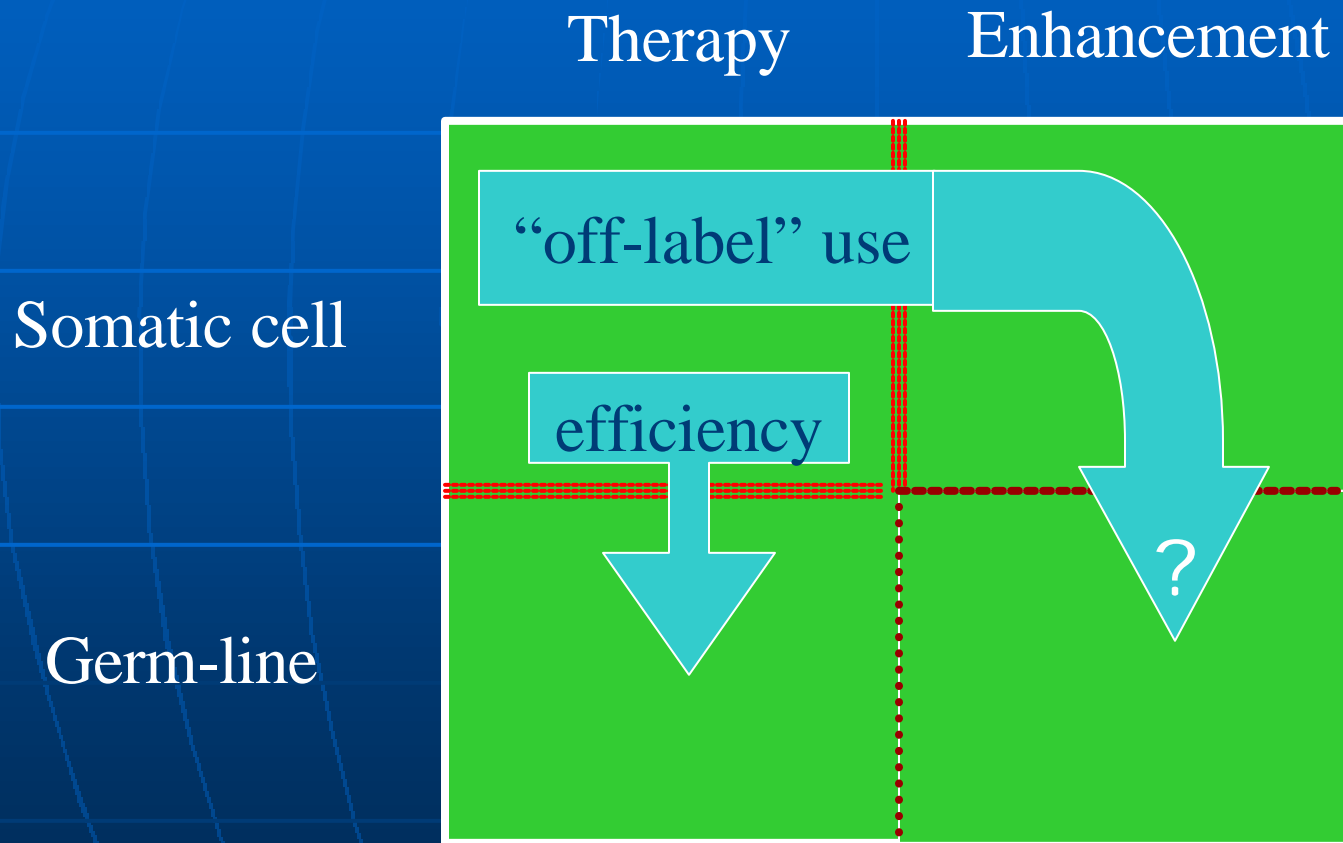 Therapy Enhancement
“off-label” use
Somatic cell
efficiency
?
Germ-line